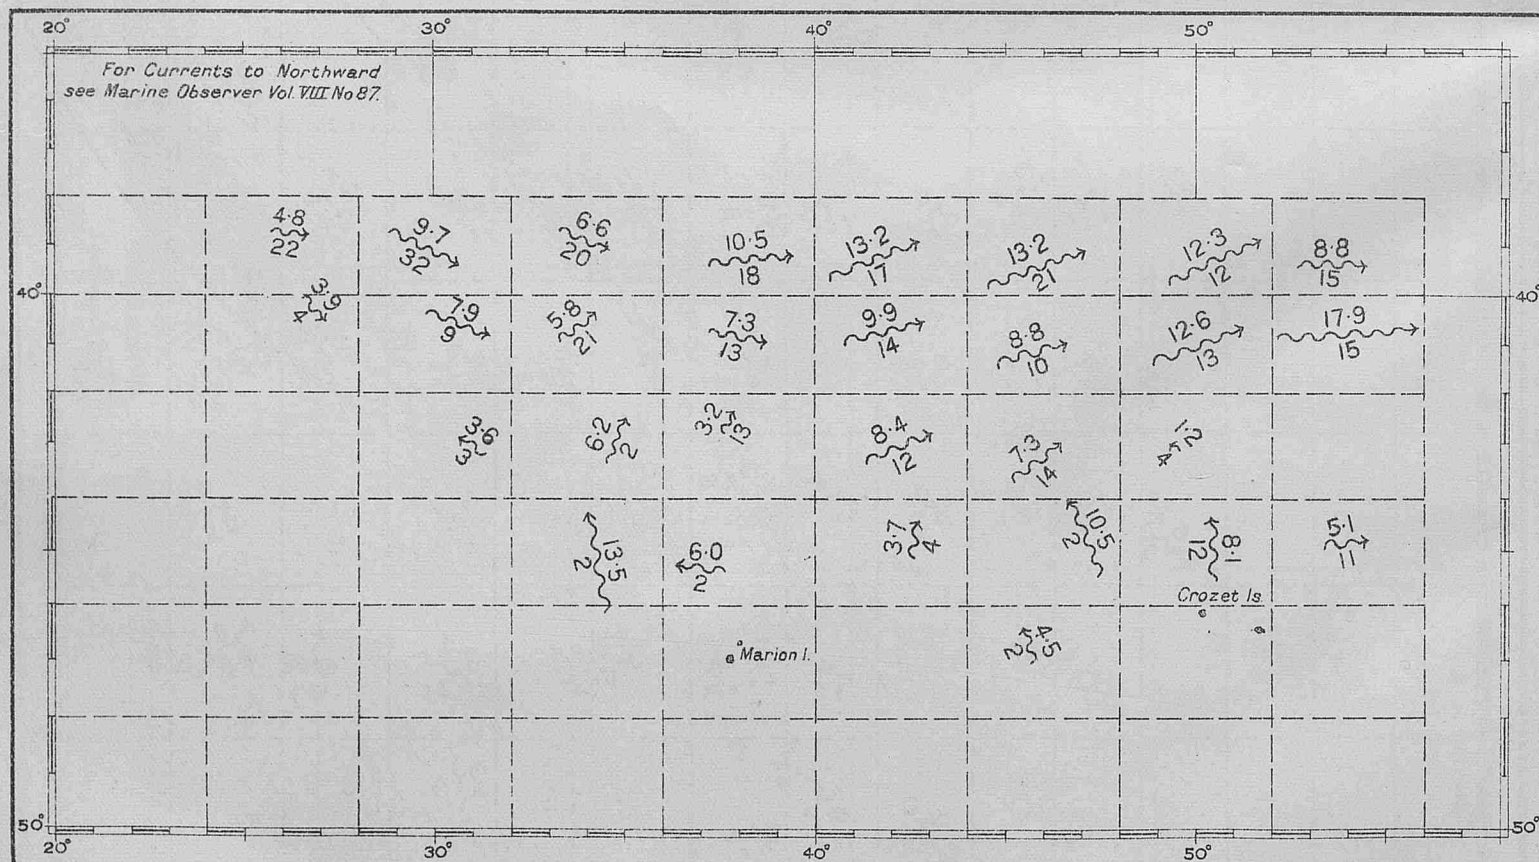 20° 30° 40° 50°
For Currents to Northward
see Marine Observer Vol. VIII No 87.
4·8 9·7 6·6 10·5 13·2 13·2 12·3 8·8
22 32 20 18 17 21 12 15
40° 40°
3·9 7·9 5·8 7·3 9·9 8·8 12·6 17·9
4 9 21 13 14 10 13 15
3·6 6·2 3·2 8·4 7·3 1·2
3 2 13 12 14 4
13·5 6·0 3·7 10·5 8·1 5·1
2 2 4 2 12 11
Crozet Is.
4·5
2
Marion I.
50° 50°
20° 30° 40° 50°